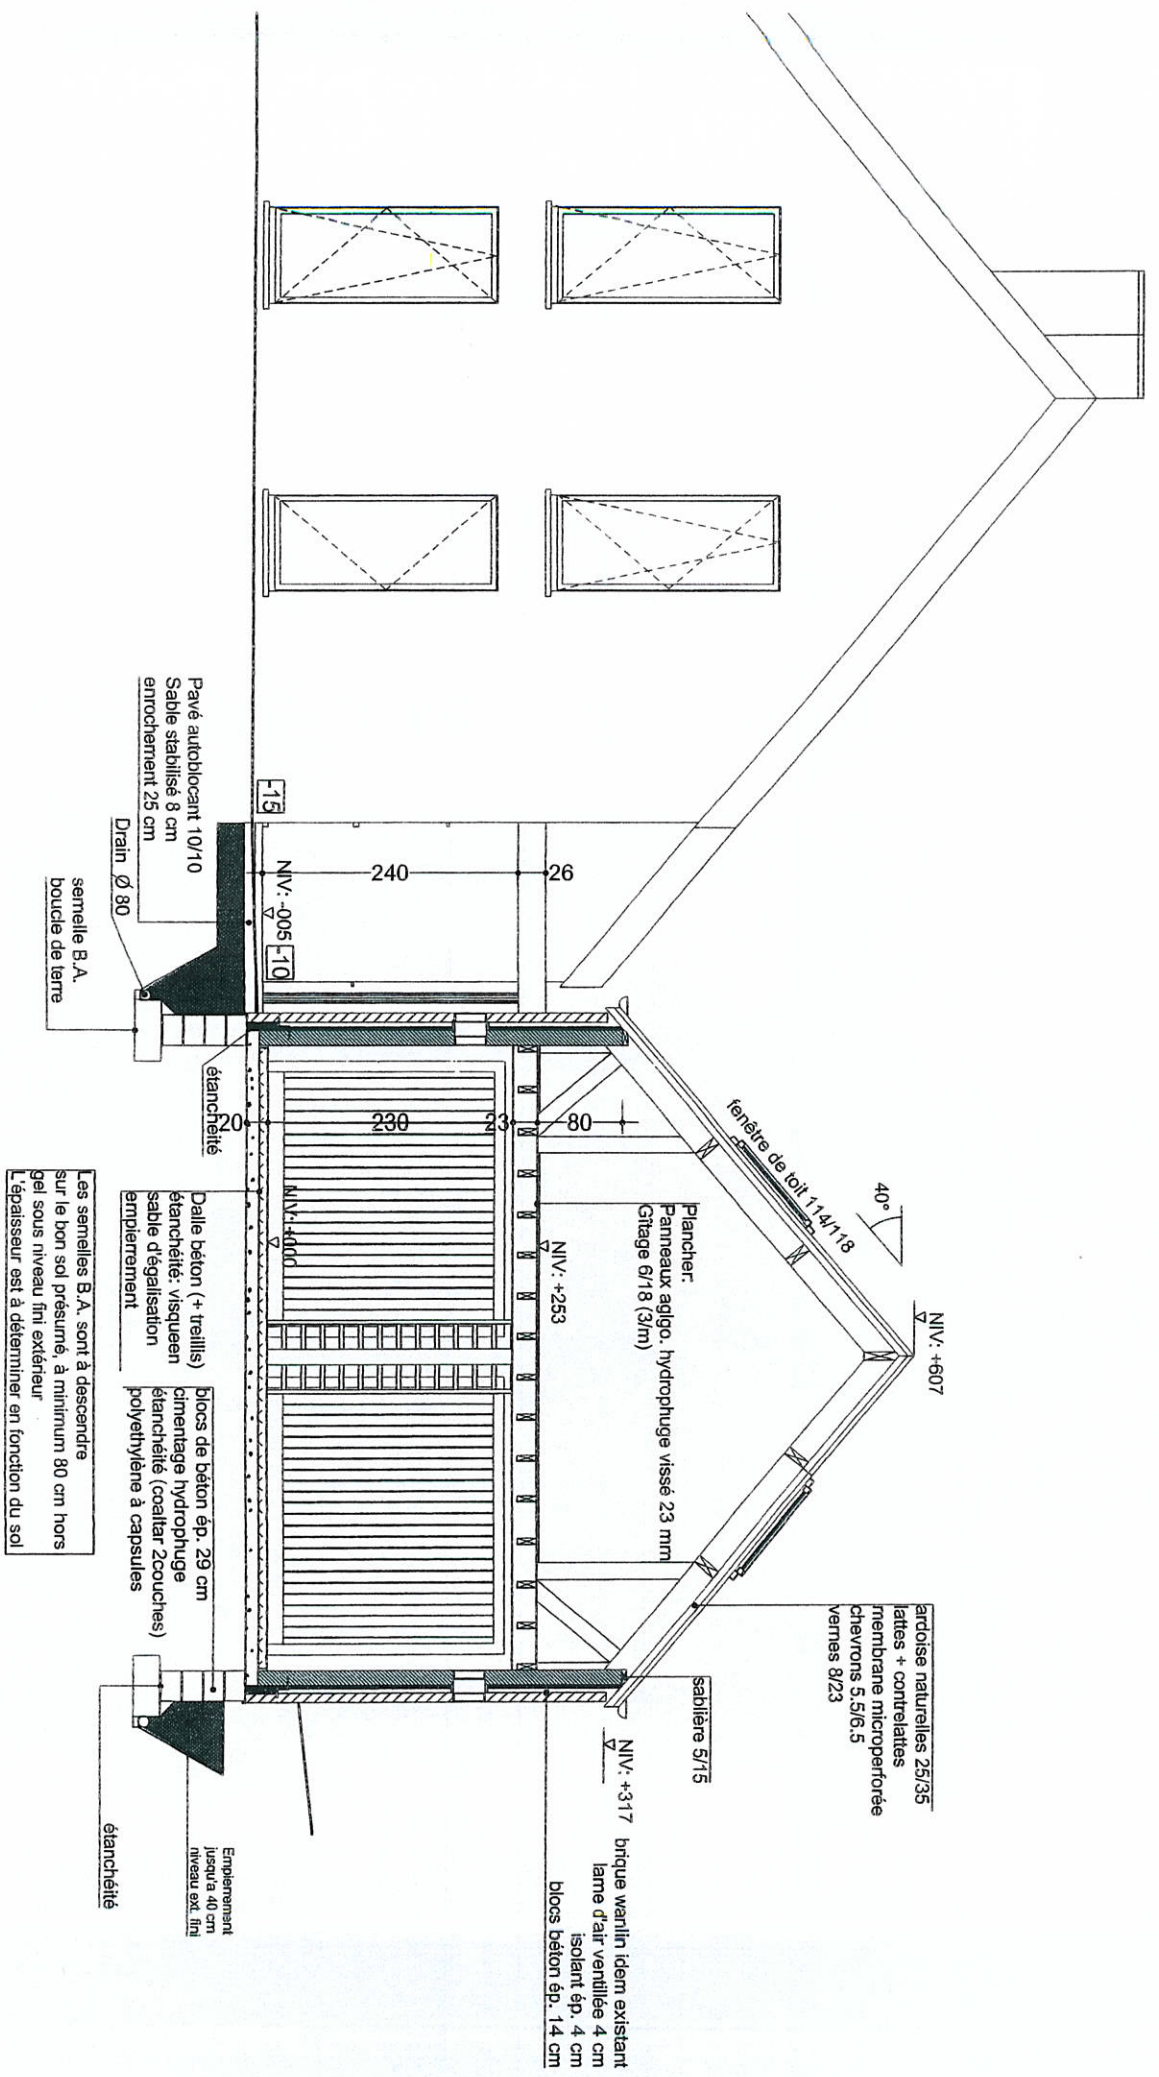 NIV: +607
40°
fenêtre de toit 114/118
ardoise naturelles 25/35
lattes + contrelattes
membrane microperforée
chevrons 5.5/6.5
vernes 8/23
sablière 5/15
NIV: +317
brique wanlin idem existant
lame d'air ventillée 4 cm
isolant ép. 4 cm
blocs béton ép. 14 cm
Plancher:
Panneaux aglgo. hydrophuge vissé 23 mm
Gîtage 6/18 (3/m)
NIV: +253
26
240
NIV: -005
-10
-15
80
23
230
20
NIV: +000
Pavé autoblocant 10/10
Sable stabilisé 8 cm
enrochement 25 cm
Drain Ø 80
semelle B.A.
boucle de terre
étanchéité
Dalle béton (+ treillis)
étanchéité: visqueen
sable d'égalisation
empierrement
blocs de béton ép. 29 cm
cimentage hydrophuge
étanchéité (coaltar 2couches)
polyethylène à capsules
Empierrement
jusqu'a 40 cm
niveau ext. fini
étanchéité
Les semelles B.A. sont à descendre
sur le bon sol présumé, à minimum 80 cm hors
gel sous niveau fini extérieur
L'épaisseur est à déterminer en fonction du sol